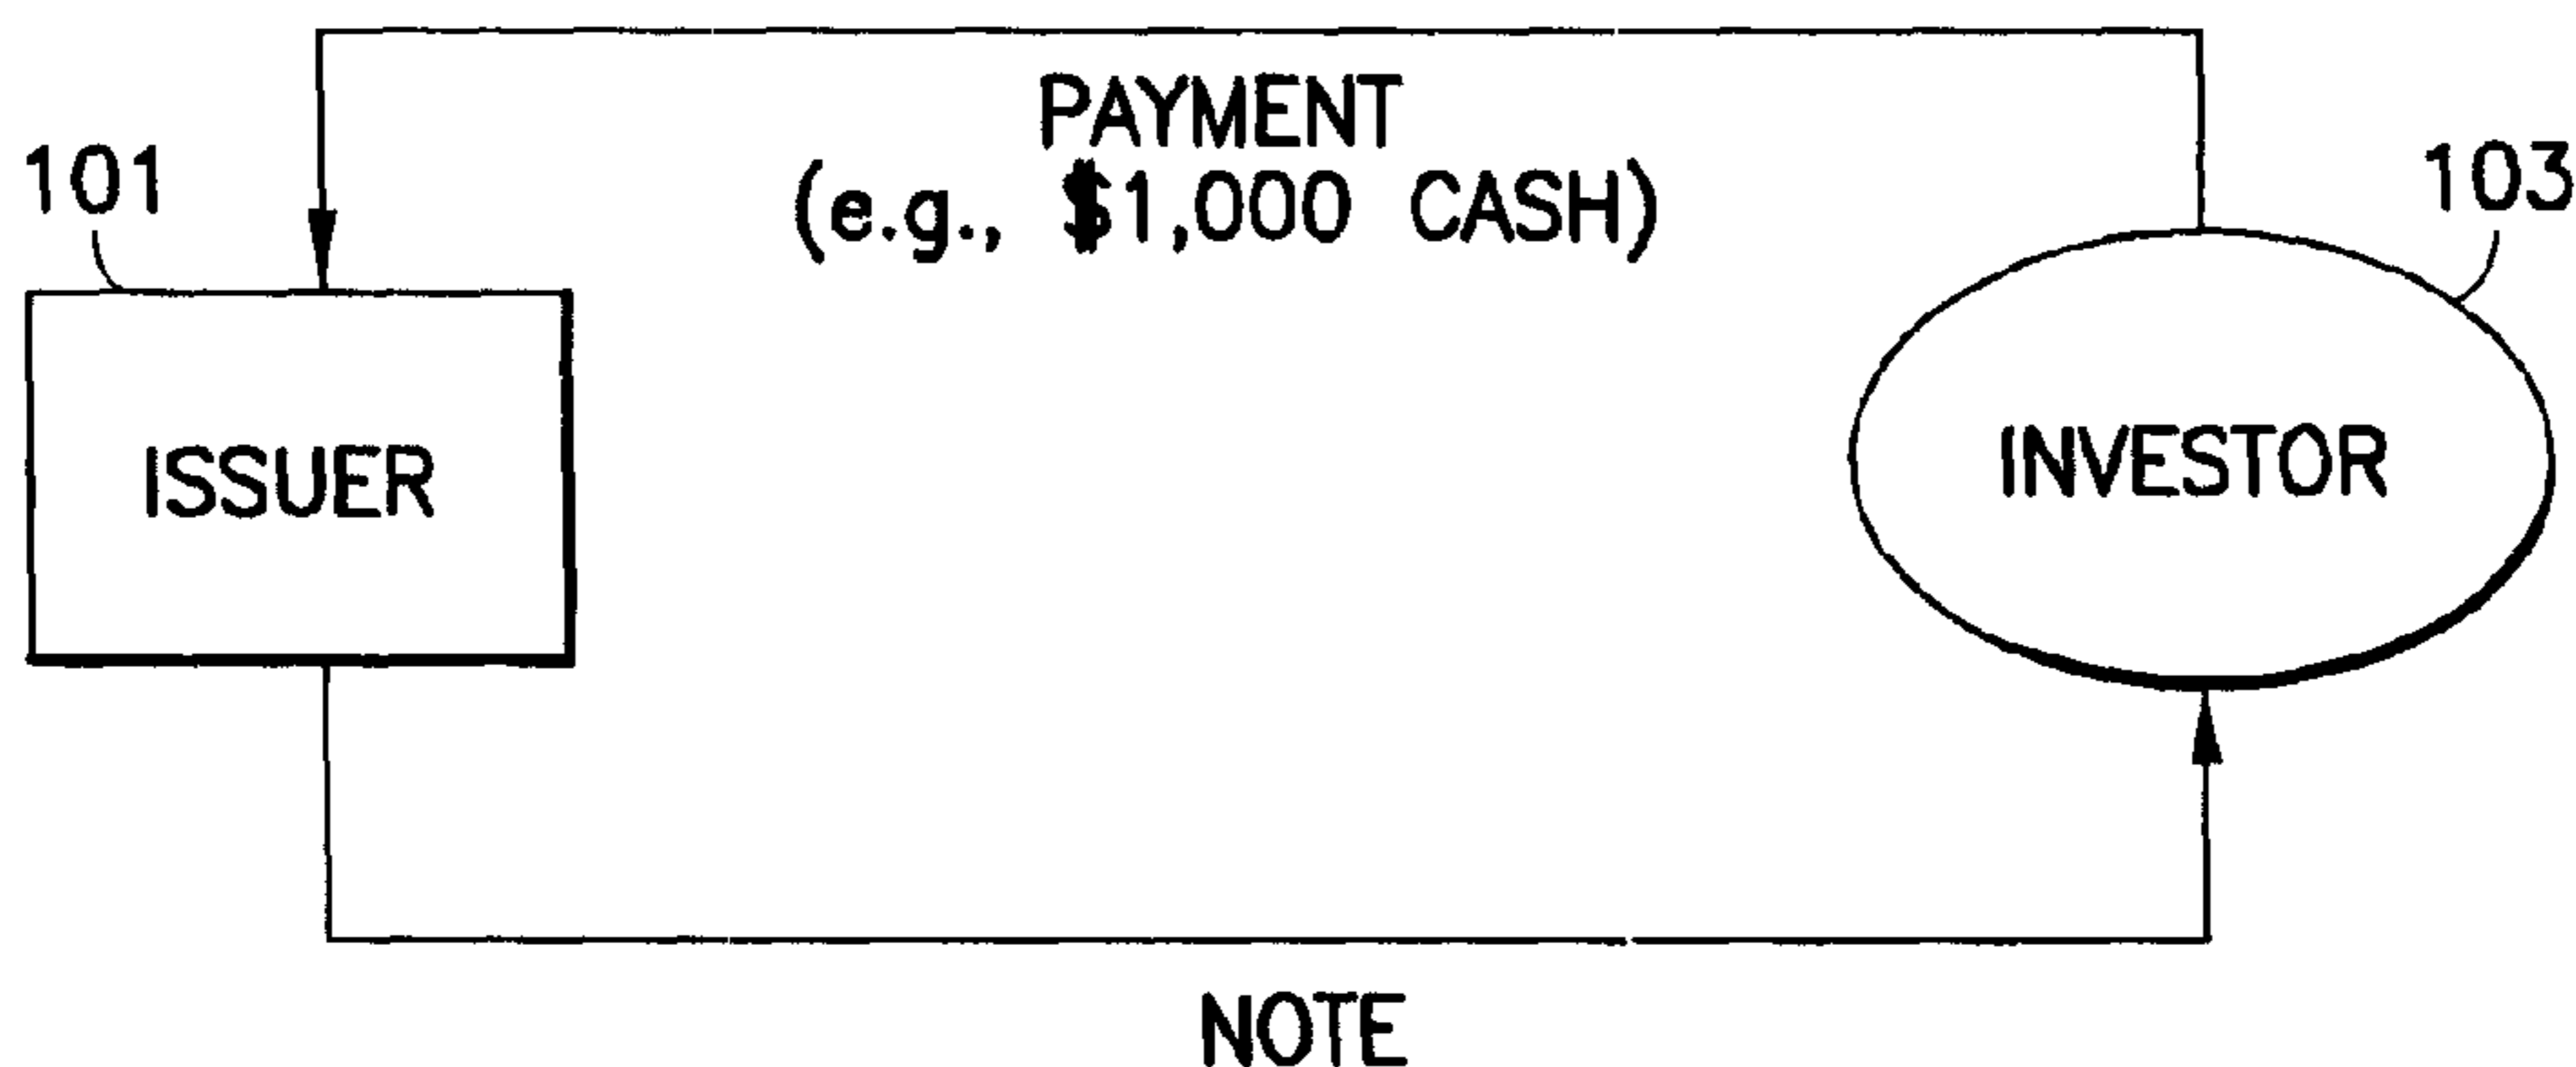 PAYMENT
(e.g., $1,000 CASH)
101
103
ISSUER
INVESTOR
NOTE